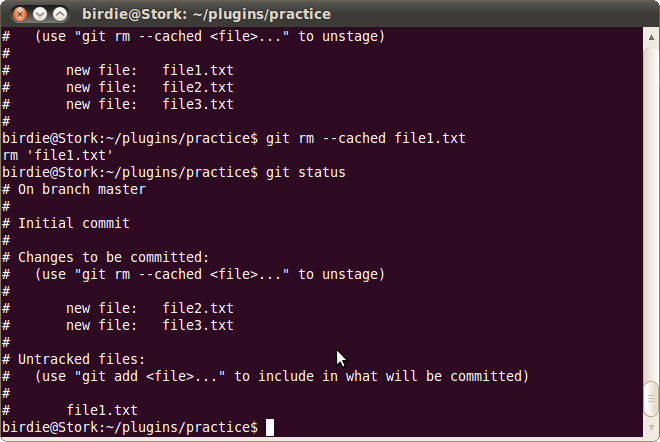 birdie@Stork: ~/plugins/practice
#   (use "git rm --cached <file>..." to unstage)
#
#       new file:   file1.txt
#       new file:   file2.txt
#       new file:   file3.txt
#
birdie@Stork:~/plugins/practice$ git rm --cached file1.txt
rm 'file1.txt'
birdie@Stork:~/plugins/practice$ git status
# On branch master
#
# Initial commit
#
# Changes to be committed:
#   (use "git rm --cached <file>..." to unstage)
#
#       new file:   file2.txt
#       new file:   file3.txt
#
# Untracked files:
#   (use "git add <file>..." to include in what will be committed)
#
#       file1.txt
birdie@Stork:~/plugins/practice$